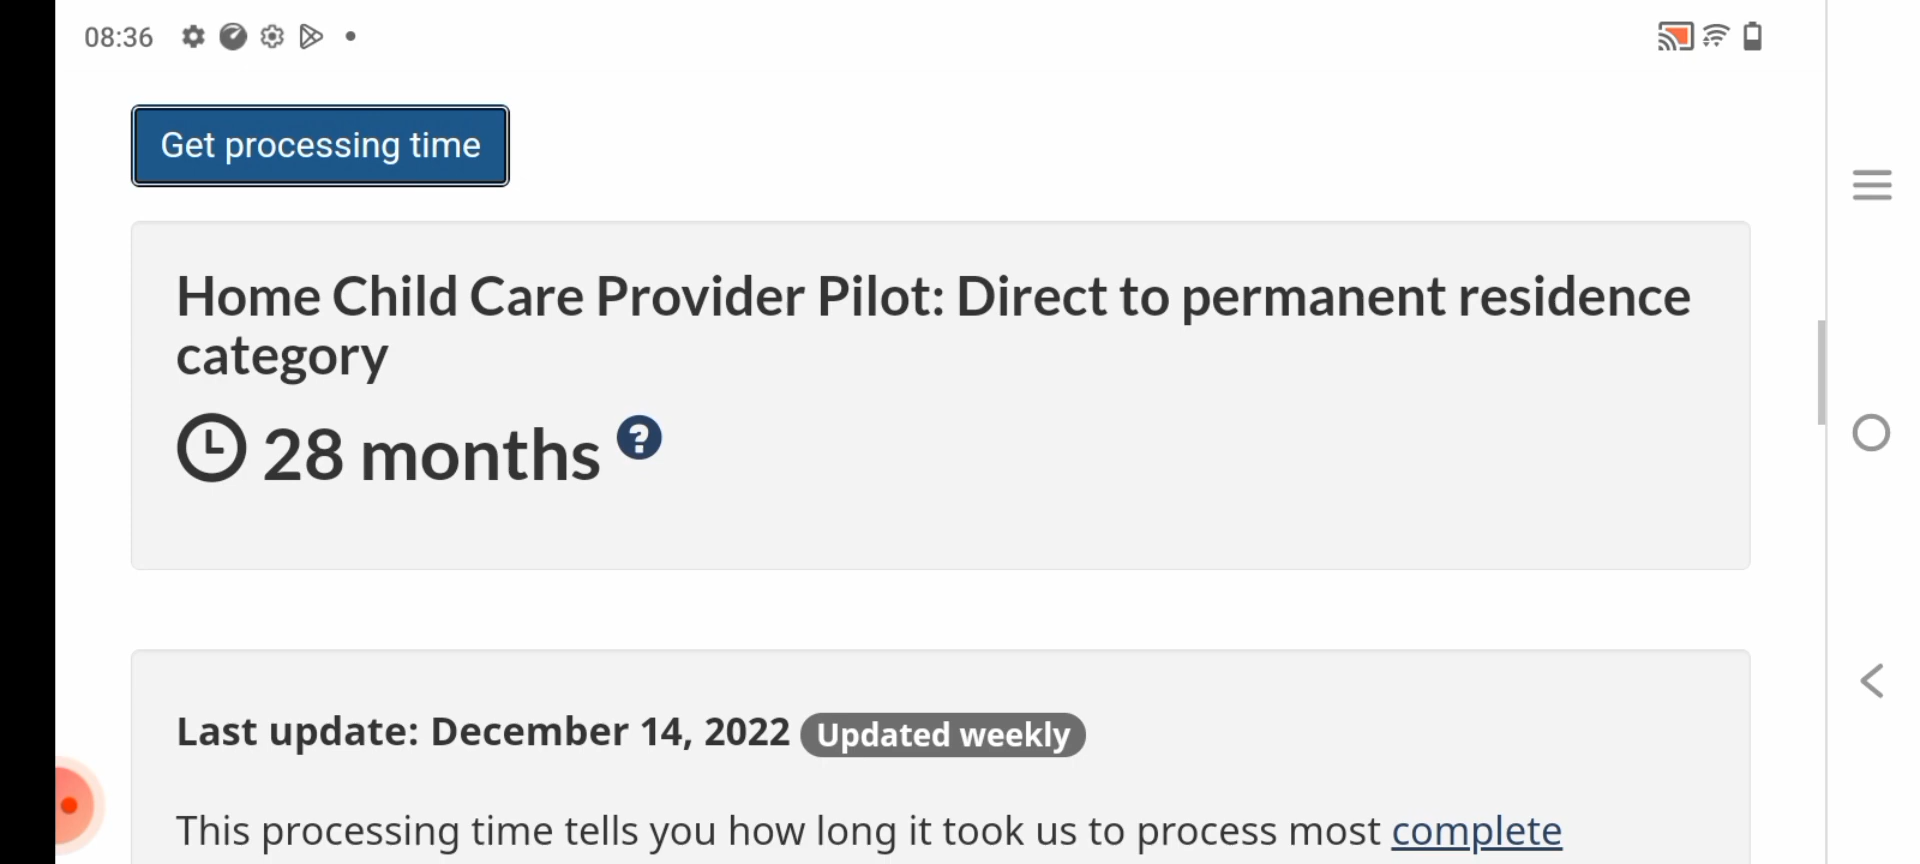 08:36
Get processing time
Home Child Care Provider Pilot: Direct to permanent residence
category
28 months ?
Last update: December 14, 2022 Updated weekly
This processing time tells you how long it took us to process most complete